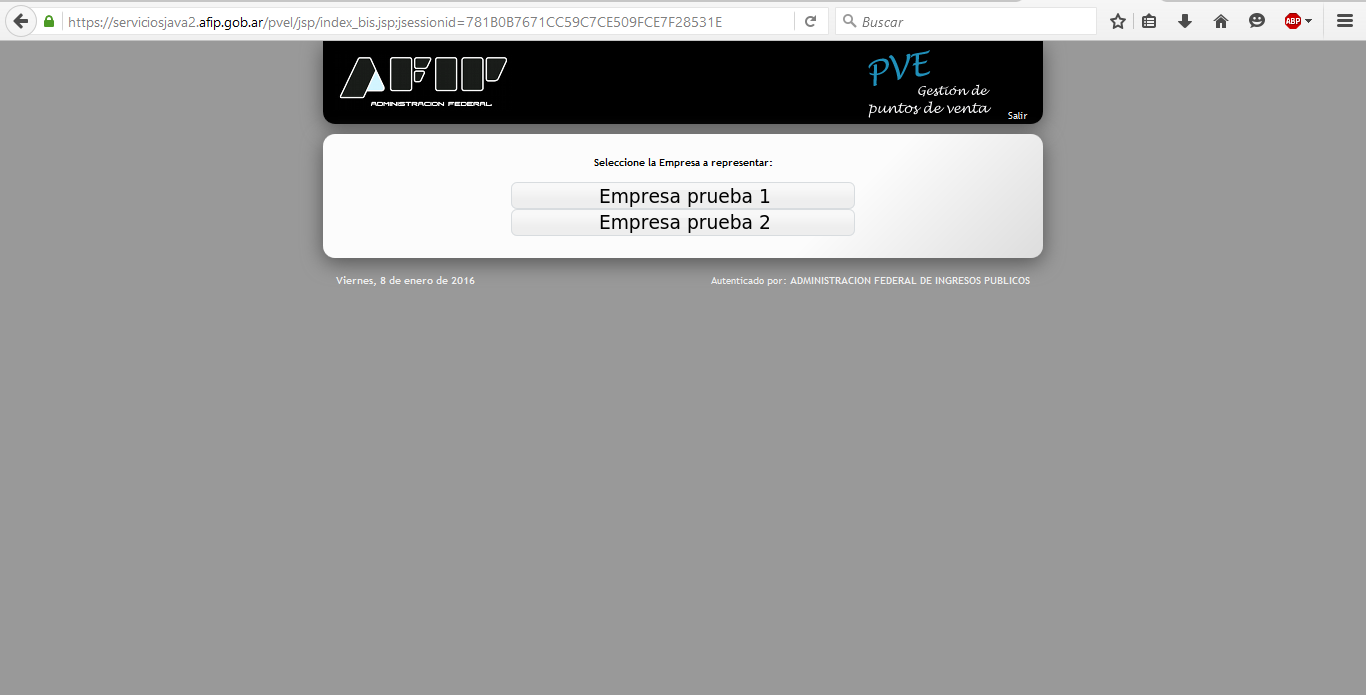 https://serviciosjava2.afip.gob.ar/pvel/jsp/index_bis.jsp;jsessionid=781B0B7671CC59C7CE509FCE7F28531E
Buscar
ABP
AFIP
ADMINISTRACION FEDERAL
PVE
Gestión de
puntos de venta
Salir
Seleccione la Empresa a representar:
Empresa prueba 1
Empresa prueba 2
Viernes, 8 de enero de 2016
Autenticado por: ADMINISTRACION FEDERAL DE INGRESOS PUBLICOS